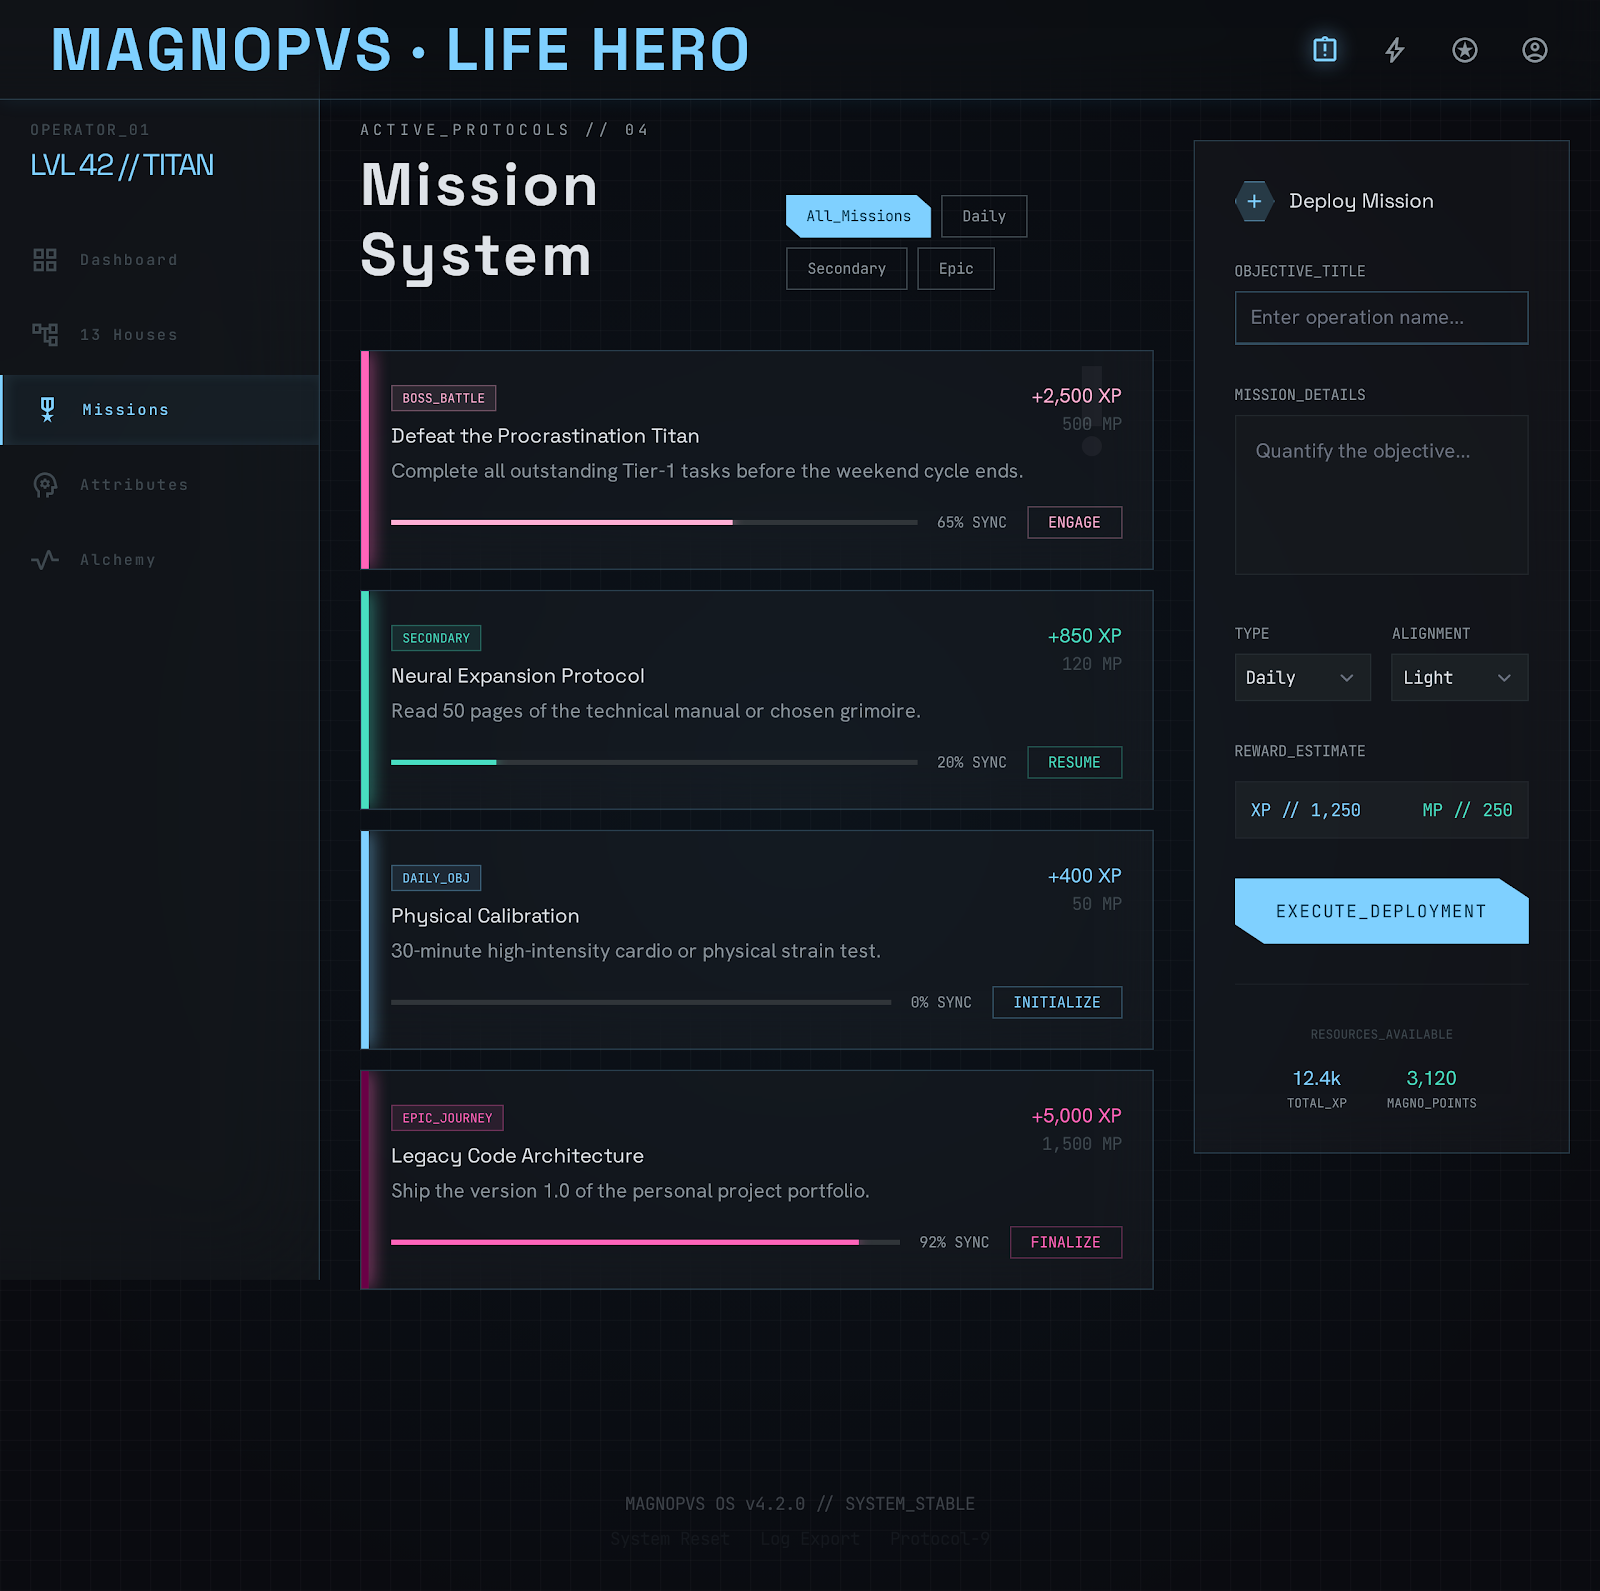 MAGNOPVS • LIFE HERO
OPERATOR_01
LVL 42 // TITAN
Dashboard
13 Houses
Missions
Attributes
Alchemy
ACTIVE_PROTOCOLS // 04
Mission
System
All_Missions
Daily
Secondary
Epic
BOSS_BATTLE
+2,500 XP
500 MP
Defeat the Procrastination Titan
Complete all outstanding Tier-1 tasks before the weekend cycle ends.
65% SYNC
ENGAGE
SECONDARY
+850 XP
120 MP
Neural Expansion Protocol
Read 50 pages of the technical manual or chosen grimoire.
20% SYNC
RESUME
DAILY_OBJ
+400 XP
50 MP
Physical Calibration
30-minute high-intensity cardio or physical strain test.
0% SYNC
INITIALIZE
EPIC_JOURNEY
+5,000 XP
1,500 MP
Legacy Code Architecture
Ship the version 1.0 of the personal project portfolio.
92% SYNC
FINALIZE
Deploy Mission
OBJECTIVE_TITLE
Enter operation name...
MISSION_DETAILS
Quantify the objective...
TYPE
ALIGNMENT
Daily
Light
REWARD_ESTIMATE
XP // 1,250
MP // 250
EXECUTE_DEPLOYMENT
RESOURCES_AVAILABLE
12.4k
3,120
TOTAL_XP
MAGNO_POINTS
MAGNOPVS OS v4.2.0 // SYSTEM_STABLE
System Reset
Log Export
Protocol-9